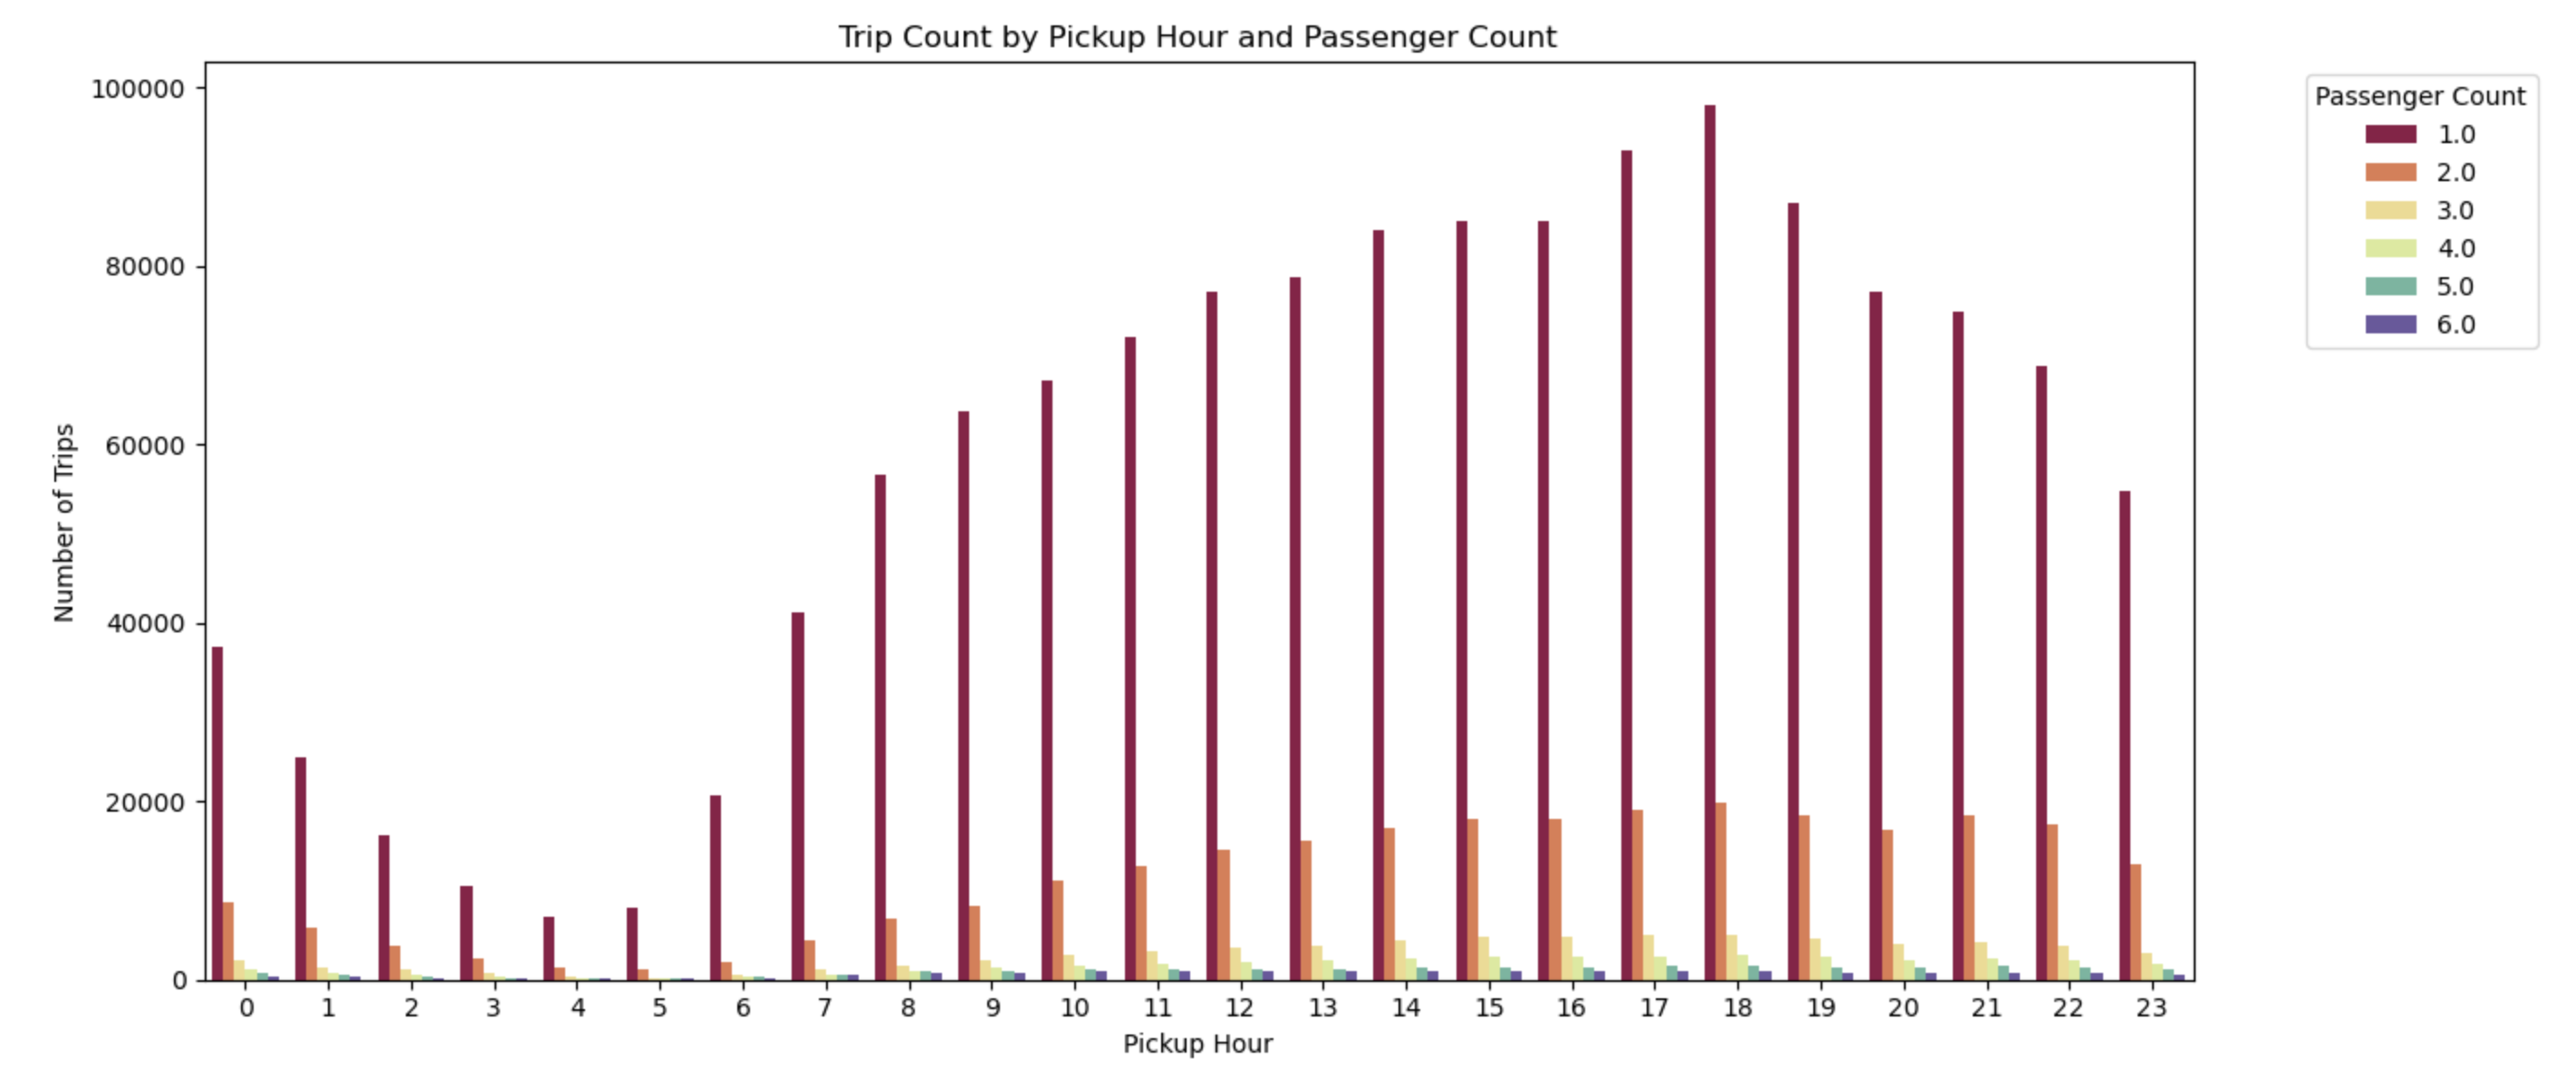 Trip Count by Pickup Hour and Passenger Count
100000
80000
60000
40000
20000
0
Number of Trips
0 1 2 3 4 5 6 7 8 9 10 11 12 13 14 15 16 17 18 19 20 21 22 23
Pickup Hour
Passenger Count
1.0
2.0
3.0
4.0
5.0
6.0